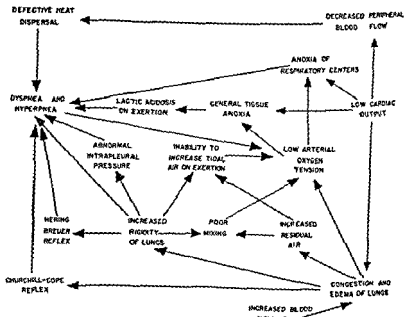 DEFECTIVE HEAT
DISPERSAL
DECREASED PERIPHERAL
BLOOD FLOW
ANOXIA OF
RESPIRATORY CENTERS
DYSPNEA AND
HYPERPNEA
LACTIC ACIDOSIS
ON EXERTION
GENERAL TISSUE
ANOXIA
LOW CARDIAC
OUTPUT
ABNORMAL
INTRAPLEURAL
PRESSURE
INABILITY TO
INCREASE TIDAL
AIR ON EXERTION
LOW ARTERIAL
OXYGEN
TENSION
HERING
BREUER
REFLEX
INCREASED
RIGIDITY
OF LUNGS
POOR
MIXING
INCREASED
RESIDUAL
AIR
CHURCHILL-COPE
REFLEX
CONGESTION AND
EDEMA OF LUNGS
INCREASED BLOOD